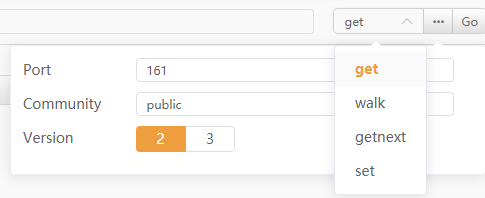 get ••• Go
Port 161
Community public
Version 2 3
get
walk
getnext
set